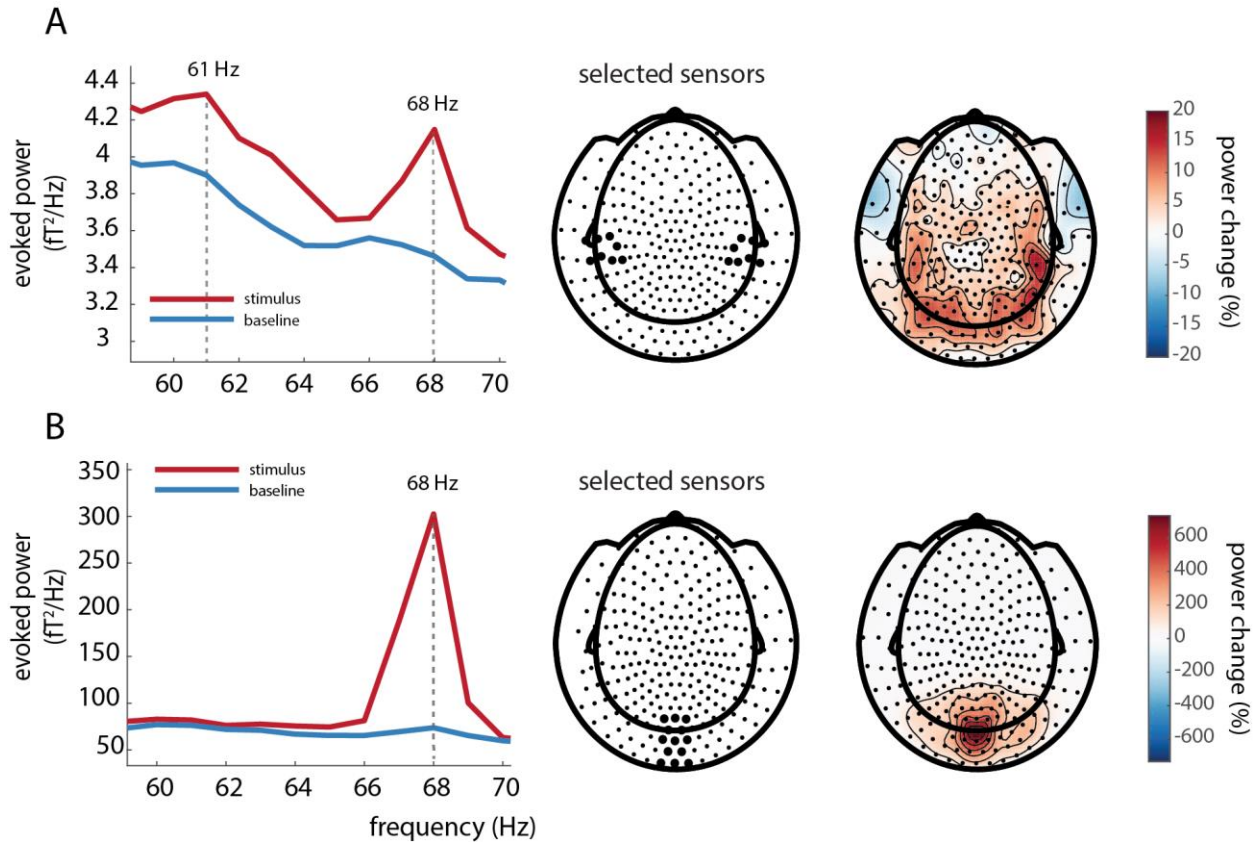 A
61 Hz
68 Hz
4.4
4.2
4
3.8
3.6
3.4
3.2
3
evoked power
(fT²/Hz)
stimulus
baseline
60
62
64
66
68
70
selected sensors
20
15
10
5
0
-5
-10
-15
-20
power change (%)
B
stimulus
baseline
68 Hz
350
300
250
200
150
100
50
evoked power
(fT²/Hz)
60
62
64
66
68
70
frequency (Hz)
selected sensors
600
400
200
0
-200
-400
-600
power change (%)